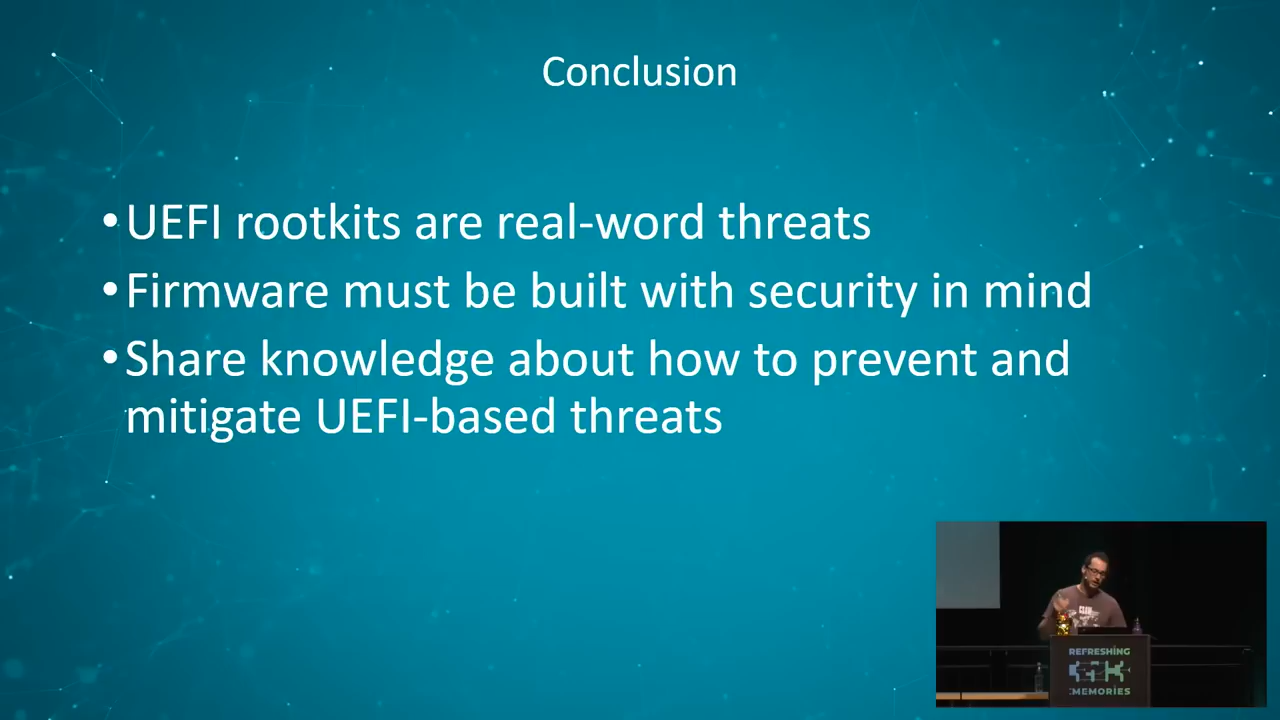 Conclusion
•UEFI rootkits are real-word threats
•Firmware must be built with security in mind
•Share knowledge about how to prevent and
mitigate UEFI-based threats
REFRESHING
:MEMORIES